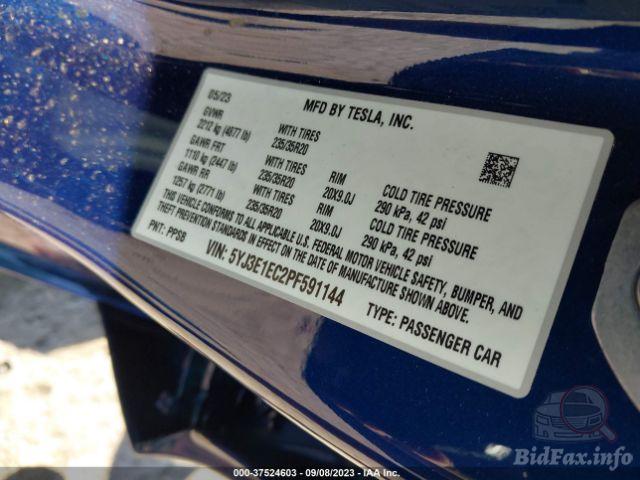 MFD BY TESLA, INC.
05/23
GVWR
2212 kg (4877 lb) WITH TIRES
GAWR FRT 235/35R20
1110 kg (2447 lb) WITH TIRES RIM COLD TIRE PRESSURE
GAWR RR 235/35R20 20X9.0J 290 kPa, 42 psi
1257 kg (2771 lb) WITH TIRES RIM COLD TIRE PRESSURE
235/35R20 20X9.0J 290 kPa, 42 psi
THIS VEHICLE CONFORMS TO ALL APPLICABLE U.S. FEDERAL MOTOR VEHICLE SAFETY, BUMPER, AND
THEFT PREVENTION STANDARDS IN EFFECT ON THE DATE OF MANUFACTURE SHOWN ABOVE.
PNT: PPSB VIN: 5YJ3E1EC2PF591144 TYPE: PASSENGER CAR
BidFax.info
000-37524603 - 09/08/2023 - IAA Inc.